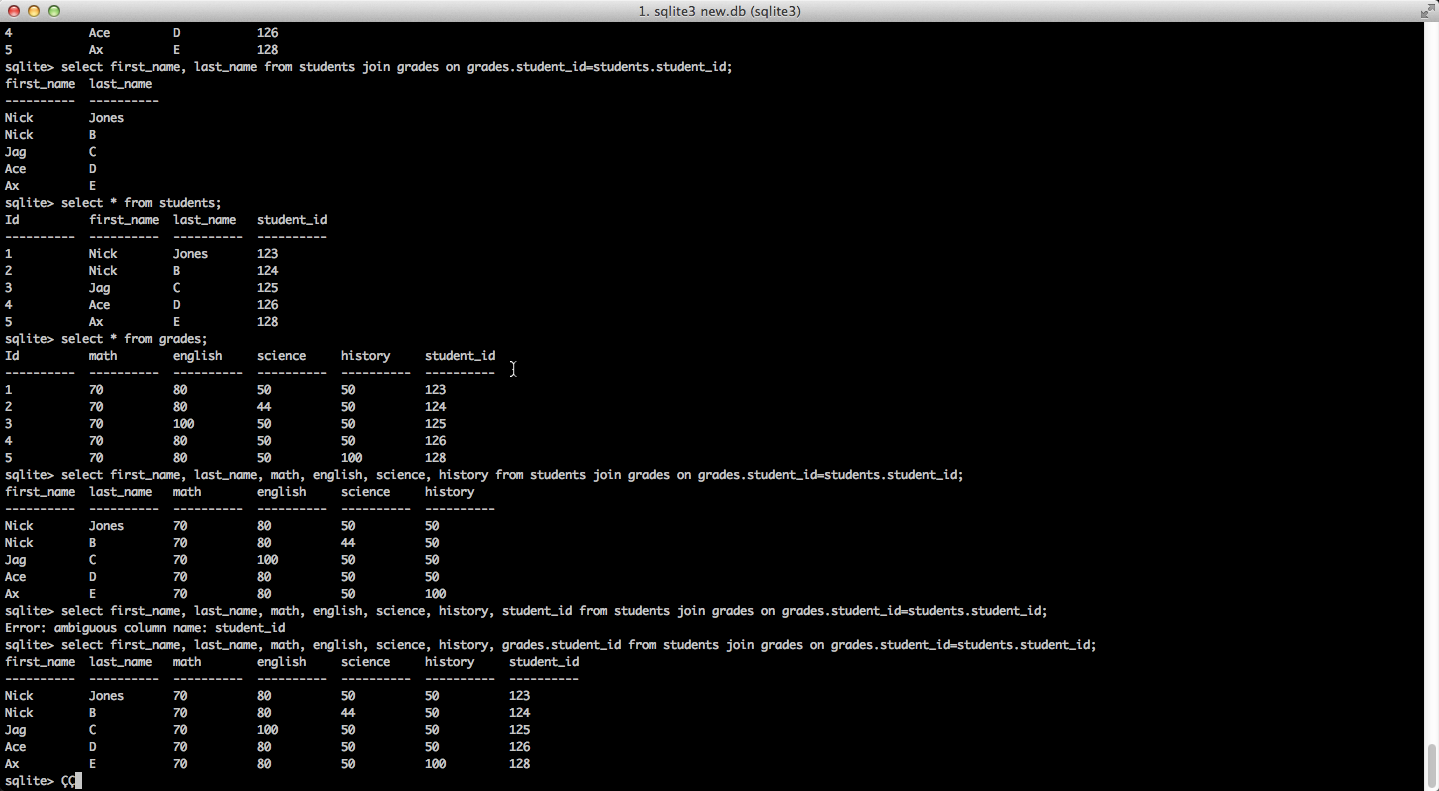 1. sqlite3 new.db (sqlite3)
4 Ace D 126
5 Ax E 128
sqlite> select first_name, last_name from students join grades on grades.student_id=students.student_id;
first_name last_name
---------- ----------
Nick Jones
Nick B
Jag C
Ace D
Ax E
sqlite> select * from students;
Id first_name last_name student_id
---------- ---------- ---------- ----------
1 Nick Jones 123
2 Nick B 124
3 Jag C 125
4 Ace D 126
5 Ax E 128
sqlite> select * from grades;
Id math english science history student_id
---------- ---------- ---------- ---------- ---------- ----------
1 70 80 50 50 123
2 70 80 44 50 124
3 70 100 50 50 125
4 70 80 50 50 126
5 70 80 50 100 128
sqlite> select first_name, last_name, math, english, science, history from students join grades on grades.student_id=students.student_id;
first_name last_name math english science history
---------- ---------- ---------- ---------- ---------- ----------
Nick Jones 70 80 50 50
Nick B 70 80 44 50
Jag C 70 100 50 50
Ace D 70 80 50 50
Ax E 70 80 50 100
sqlite> select first_name, last_name, math, english, science, history, student_id from students join grades on grades.student_id=students.student_id;
Error: ambiguous column name: student_id
sqlite> select first_name, last_name, math, english, science, history, grades.student_id from students join grades on grades.student_id=students.student_id;
first_name last_name math english science history student_id
---------- ---------- ---------- ---------- ---------- ---------- ----------
Nick Jones 70 80 50 50 123
Nick B 70 80 44 50 124
Jag C 70 100 50 50 125
Ace D 70 80 50 50 126
Ax E 70 80 50 100 128
sqlite> ÇÇ